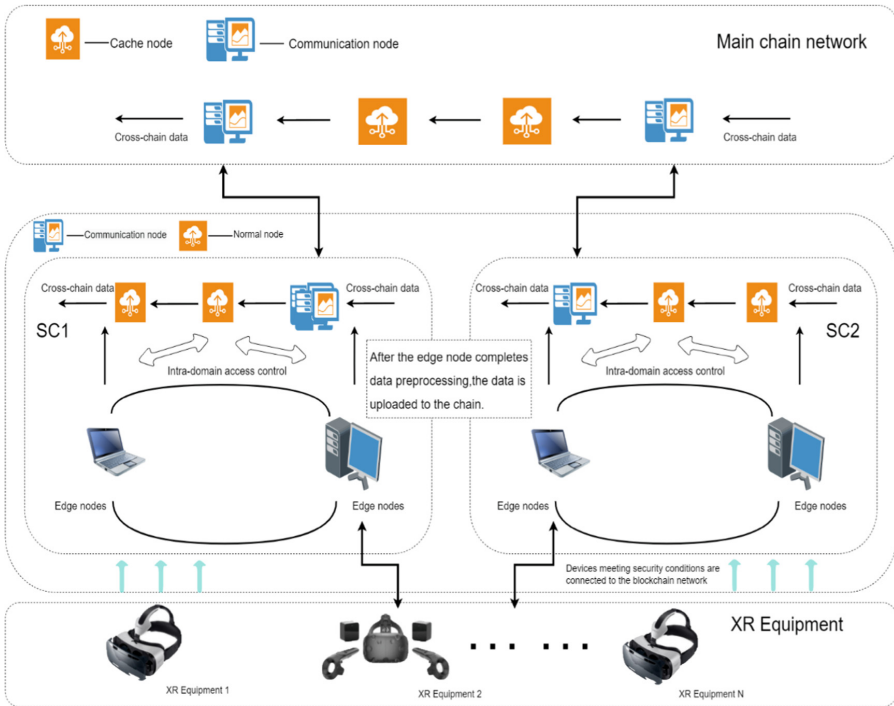 Cache node
Communication node
Main chain network
Cross-chain data
Cross-chain data
Communication node
Normal node
Cross-chain data
Cross-chain data
Cross-chain data
Cross-chain data
SC1
SC2
Intra-domain access control
Intra-domain access control
After the edge node completes
data preprocessing,the data is
uploaded to the chain.
Edge nodes
Edge nodes
Edge nodes
Edge nodes
Devices meeting security conditions are
connected to the blockchain network
XR Equipment
XR Equipment 1
XR Equipment 2
XR Equipment N